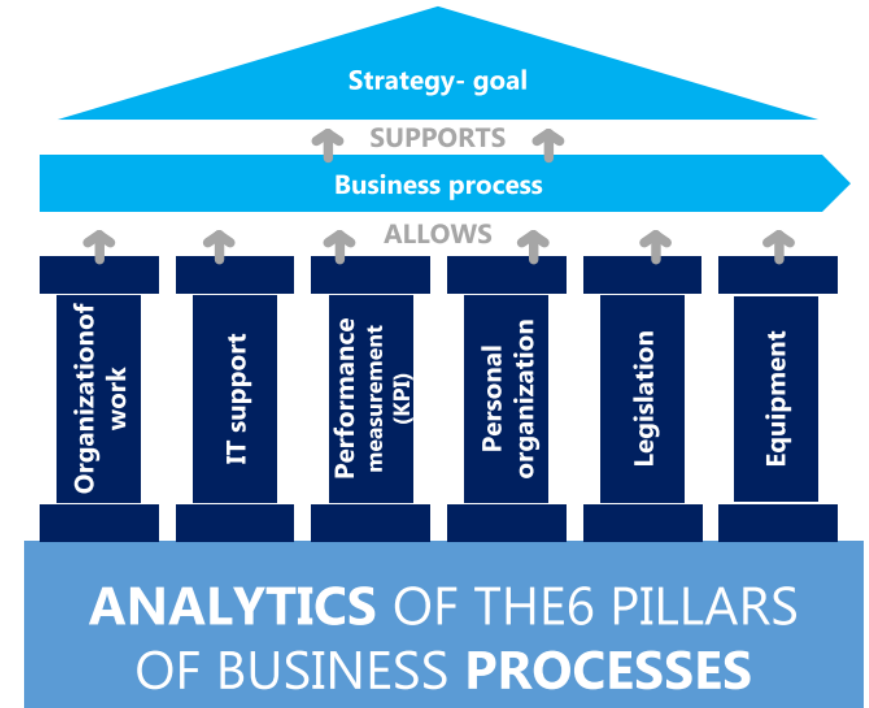 Strategy- goal
SUPPORTS
Business process
ALLOWS
Organizationof
work
IT support
Performance
measurement
(KPI)
Personal
organization
Legislation
Equipment
ANALYTICS OF THE6 PILLARS
OF BUSINESS PROCESSES